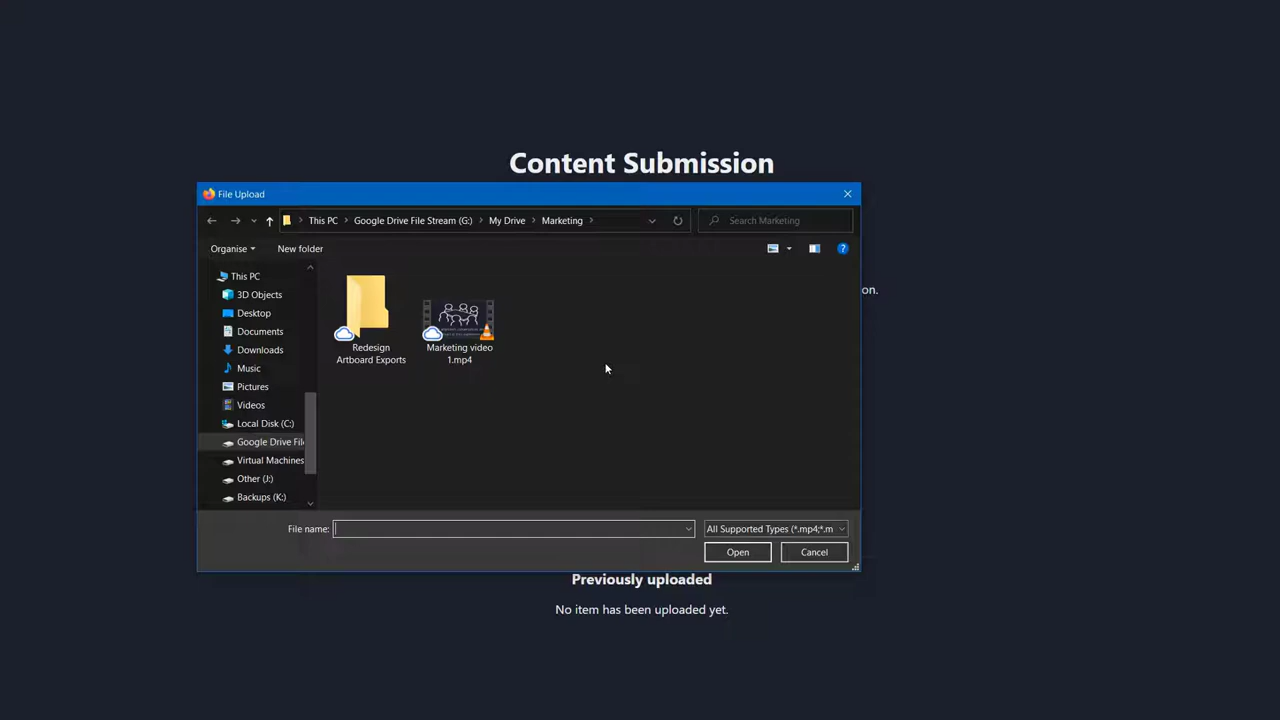 Content Submission
File Upload
This PC
Google Drive File Stream (G:)
My Drive
Marketing
Search Marketing
Organise
New folder
?
This PC
3D Objects
Desktop
Documents
Downloads
Music
Pictures
Videos
Local Disk (C:)
Google Drive Fil
Virtual Machines
Other (J:)
Backups (K:)
Redesign
Artboard Exports
Marketing video
1.mp4
on.
File name:
All Supported Types (*.mp4;*.m
Open
Cancel
Previously uploaded
No item has been uploaded yet.